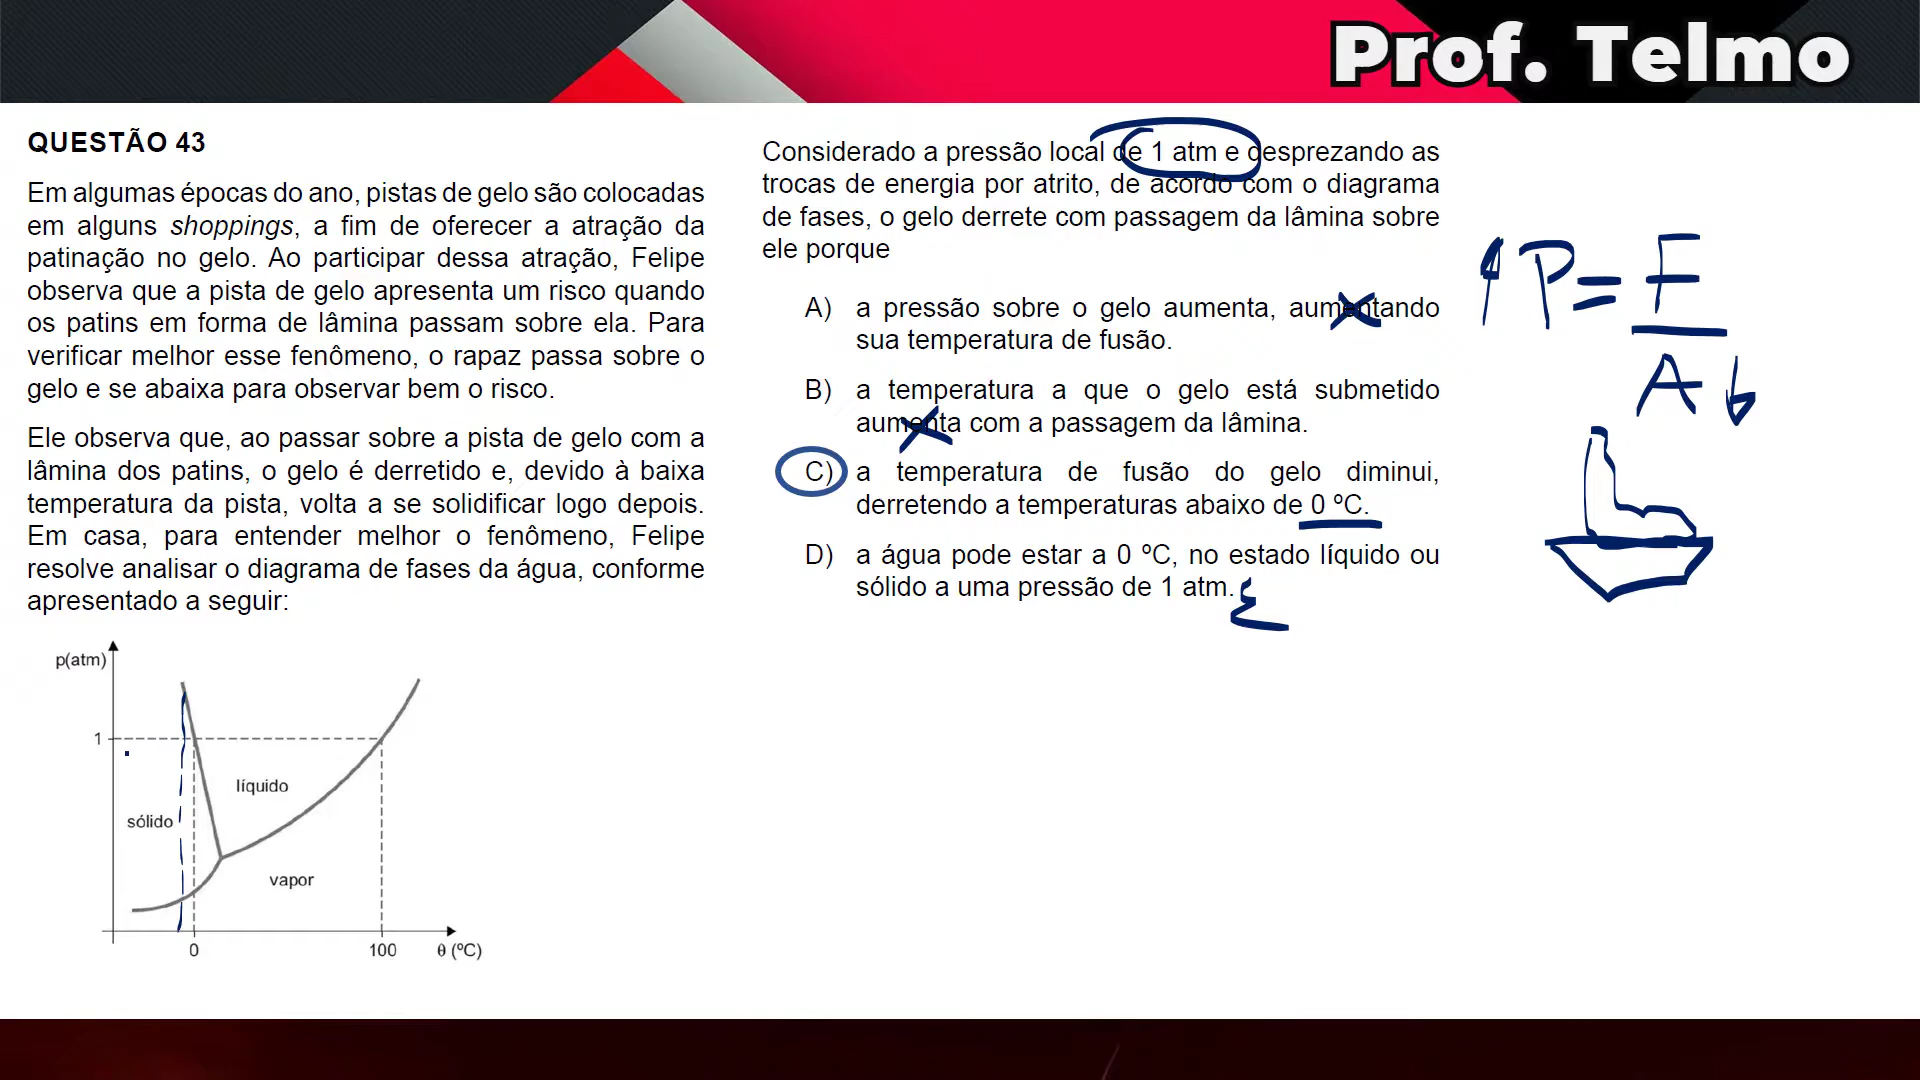 Prof. Telmo
QUESTÃO 43
Em algumas épocas do ano, pistas de gelo são colocadas
em alguns shoppings, a fim de oferecer a atração da
patinação no gelo. Ao participar dessa atração, Felipe
observa que a pista de gelo apresenta um risco quando
os patins em forma de lâmina passam sobre ela. Para
verificar melhor esse fenômeno, o rapaz passa sobre o
gelo e se abaixa para observar bem o risco.
Ele observa que, ao passar sobre a pista de gelo com a
lâmina dos patins, o gelo é derretido e, devido à baixa
temperatura da pista, volta a se solidificar logo depois.
Em casa, para entender melhor o fenômeno, Felipe
resolve analisar o diagrama de fases da água, conforme
apresentado a seguir:
p(atm)
1
líquido
sólido
vapor
0
100
θ (ºC)
Considerado a pressão local de 1 atm e desprezando as
trocas de energia por atrito, de acordo com o diagrama
de fases, o gelo derrete com passagem da lâmina sobre
ele porque
A) a pressão sobre o gelo aumenta, aumentando
sua temperatura de fusão.
B) a temperatura a que o gelo está submetido
aumenta com a passagem da lâmina.
C) a temperatura de fusão do gelo diminui,
derretendo a temperaturas abaixo de 0 ºC.
D) a água pode estar a 0 ºC, no estado líquido ou
sólido a uma pressão de 1 atm.
↑ P = F
A ↓